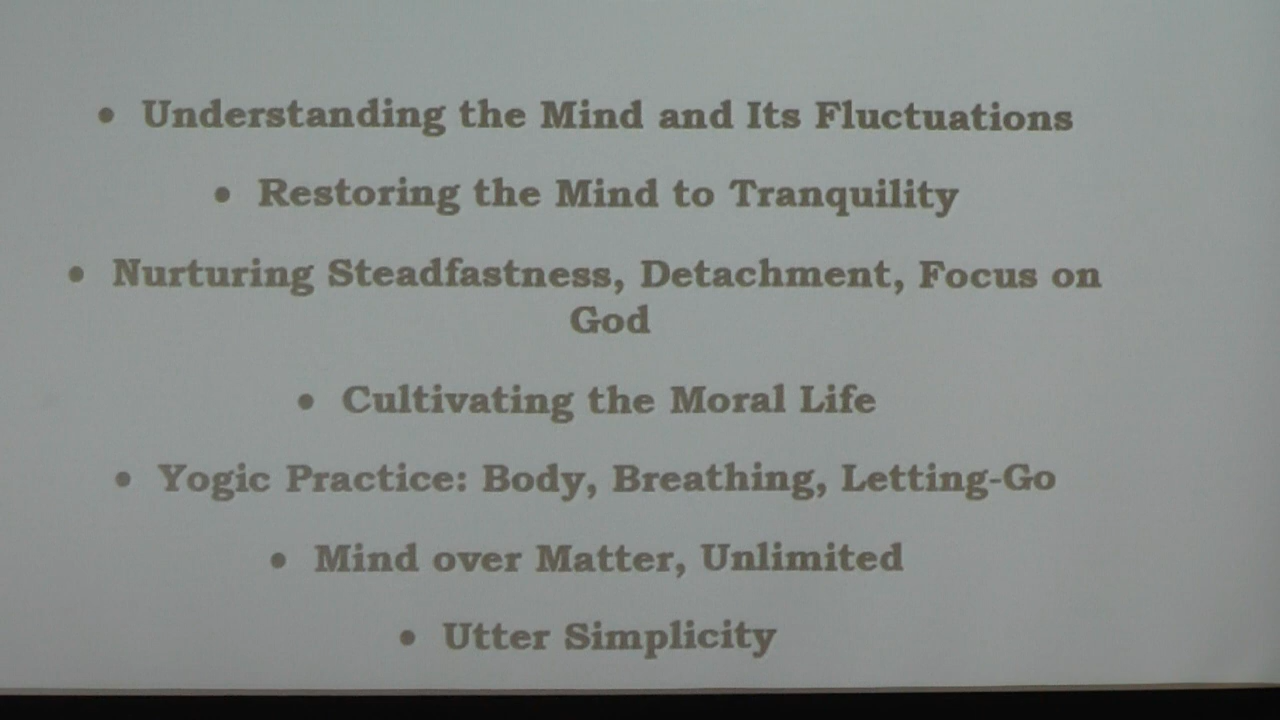 • Understanding the Mind and Its Fluctuations
• Restoring the Mind to Tranquility
• Nurturing Steadfastness, Detachment, Focus on
God
• Cultivating the Moral Life
• Yogic Practice: Body, Breathing, Letting-Go
• Mind over Matter, Unlimited
• Utter Simplicity